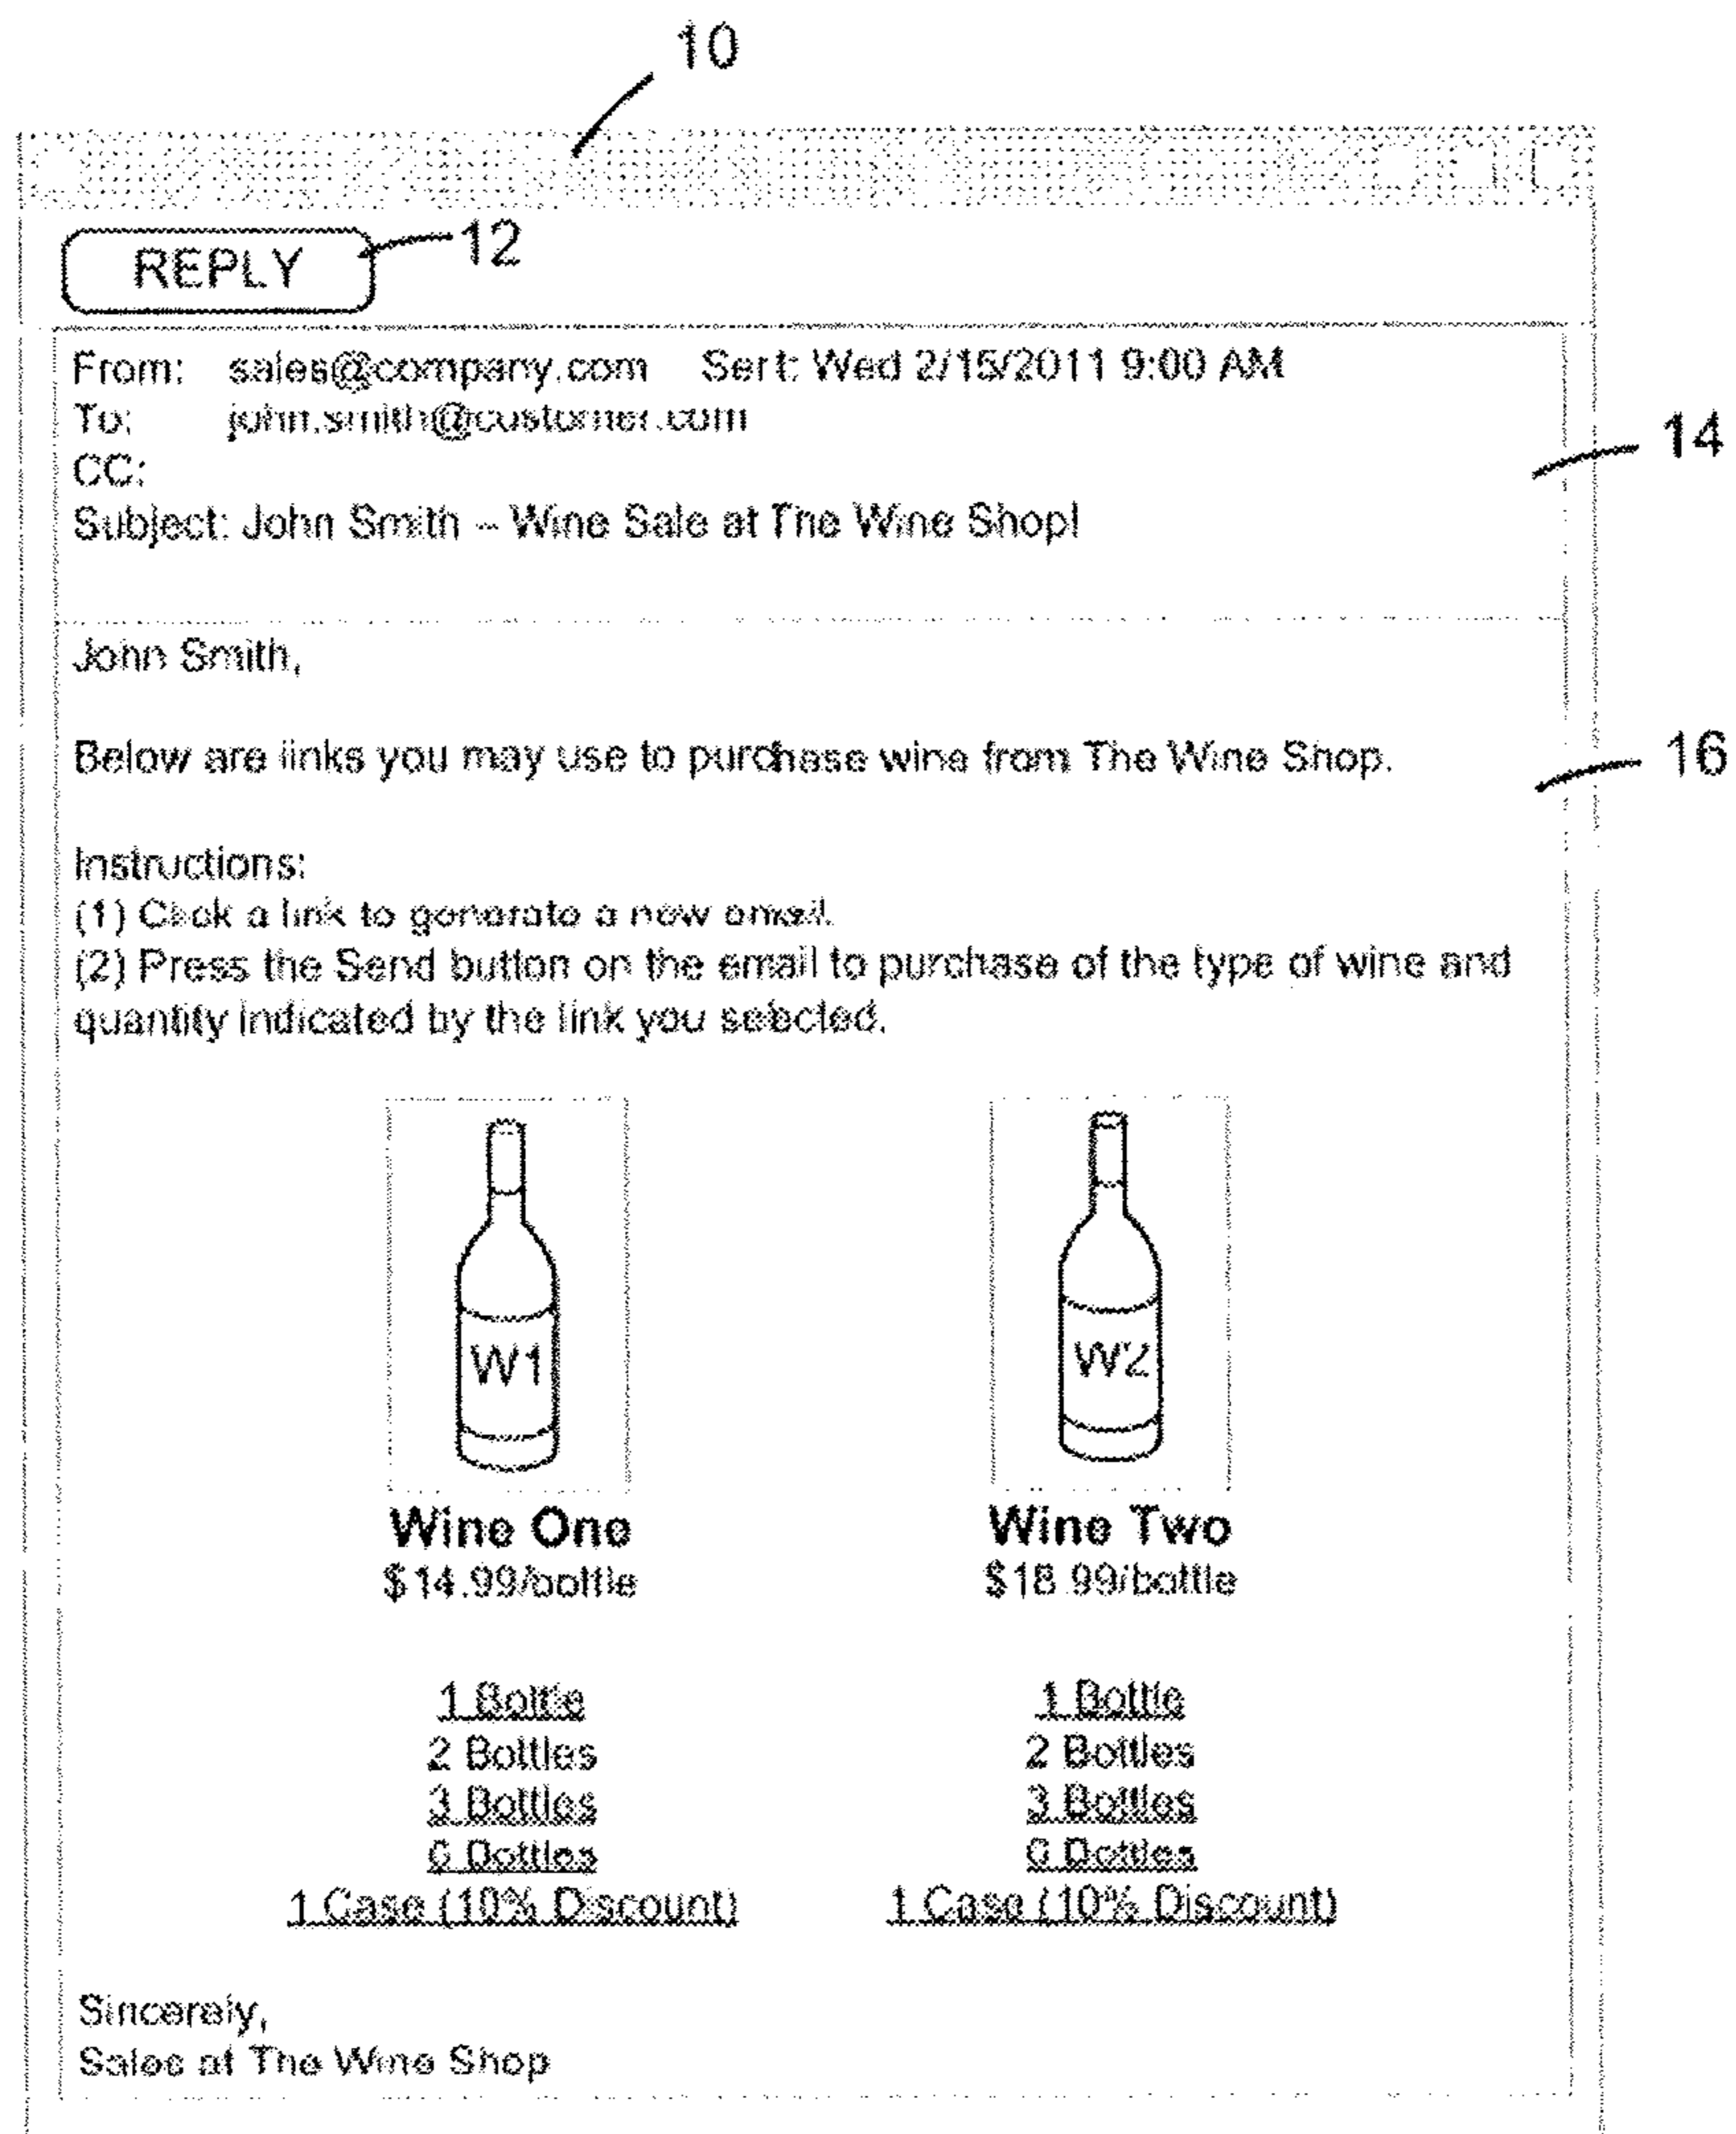 10
REPLY 12
From: sales@company.com Sent: Wed 2/15/2011 9:00 AM
To: john.smith@customer.com
CC:
14
Subject: John Smith – Wine Sale at The Wine Shop!
John Smith,
Below are links you may use to purchase wine from The Wine Shop.
16
Instructions:
(1) Click a link to generate a new email.
(2) Press the Send button on the email to purchase of the type of wine and
quantity indicated by the link you selected.
W1 W2
Wine One Wine Two
$14.99/bottle $18.99/bottle
1 Bottle 1 Bottle
2 Bottles 2 Bottles
3 Bottles 3 Bottles
6 Bottles 6 Bottles
1 Case (10% Discount) 1 Case (10% Discount)
Sincerely,
Sales at The Wine Shop